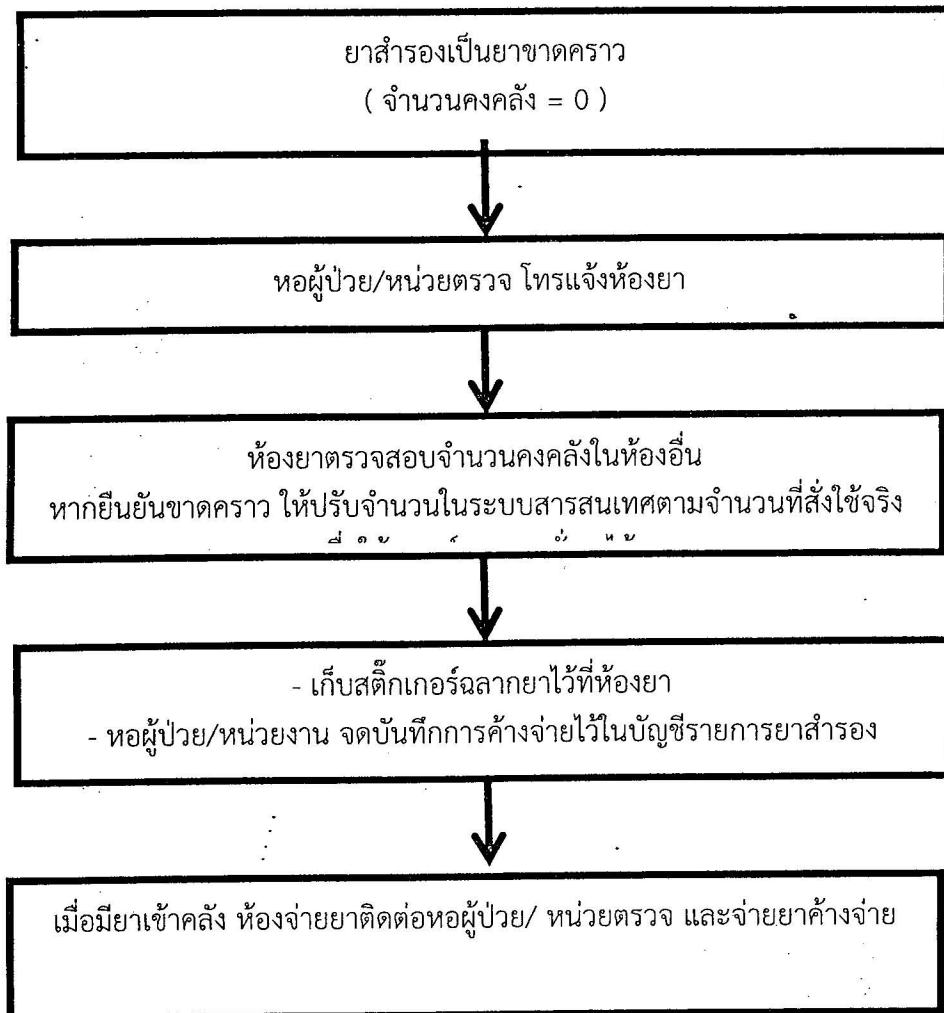 ยาสำรองเป็นยาขาดคราว
( จำนวนคงคลัง = 0 )
หอผู้ป่วย/หน่วยตรวจ โทรแจ้งห้องยา
ห้องยาตรวจสอบจำนวนคงคลังในห้องอื่น
หากยืนยันขาดคราว ให้ปรับจำนวนในระบบสารสนเทศตามจำนวนที่สั่งใช้จริง
- เก็บสติ๊กเกอร์ฉลากยาไว้ที่ห้องยา
- หอผู้ป่วย/หน่วยงาน จดบันทึกการค้างจ่ายไว้ในบัญชีรายการยาสำรอง
เมื่อมียาเข้าคลัง ห้องจ่ายยาติดต่อหอผู้ป่วย/ หน่วยตรวจ และจ่ายยาค้างจ่าย